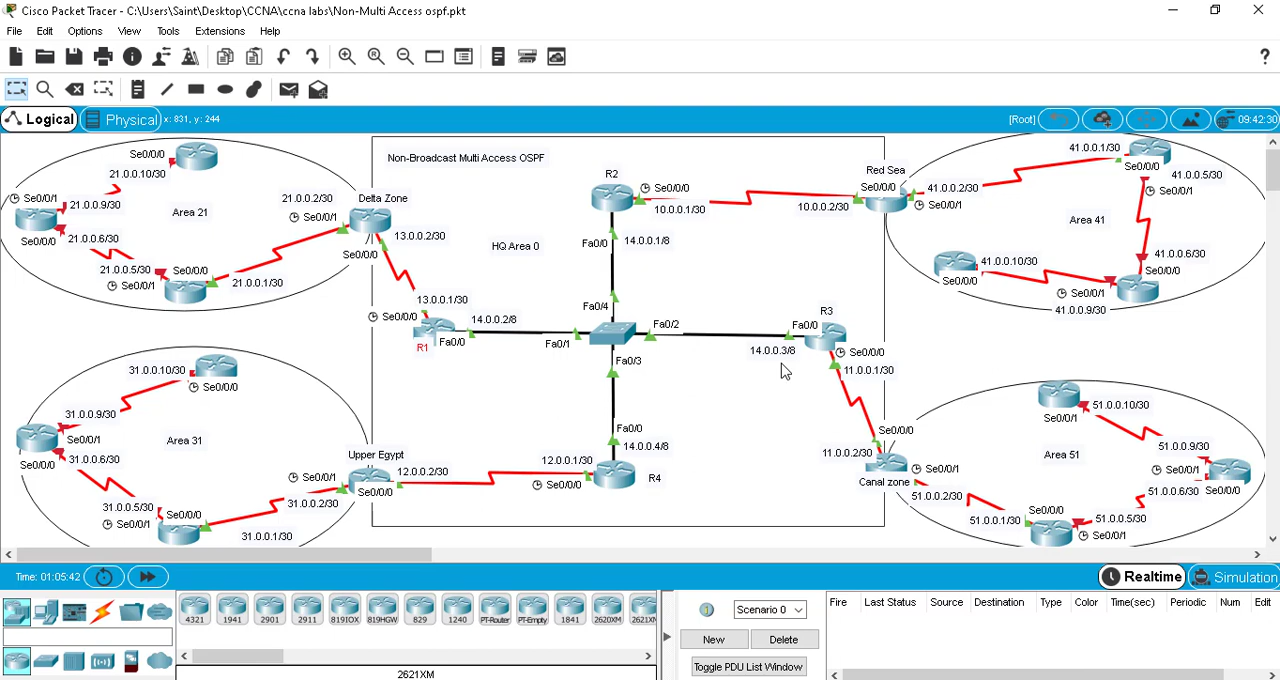 Cisco Packet Tracer - C:\Users\Saint\Desktop\CCNA\ccna labs\Non-Multi Access ospf.pkt
File Edit Options View Tools Extensions Help
?
Logical Physical x: 831, y: 244 [Root] 09:42:30
Non-Broadcast Multi Access OSPF
HQ Area 0
Se0/0/0
21.0.0.10/30
Se0/0/1
21.0.0.9/30
Area 21
Se0/0/0
21.0.0.6/30
21.0.0.5/30
Se0/0/0
Se0/0/1
21.0.0.1/30
21.0.0.2/30
Se0/0/1
Delta Zone
13.0.0.2/30
Se0/0/0
13.0.0.1/30
Se0/0/0
R1
14.0.0.2/8
Fa0/0
Fa0/1
R2
Se0/0/0
10.0.0.1/30
Fa0/0
14.0.0.1/8
Fa0/4
Fa0/2
Fa0/3
10.0.0.2/30
Red Sea
Se0/0/0
41.0.0.2/30
Se0/0/1
41.0.0.1/30
Se0/0/0
41.0.0.5/30
Se0/0/1
Area 41
41.0.0.6/30
Se0/0/0
41.0.0.10/30
Se0/0/0
Se0/0/1
41.0.0.9/30
R3
Fa0/0
14.0.0.3/8
Se0/0/0
11.0.0.1/30
Se0/0/0
11.0.0.2/30
Canal zone
Se0/0/1
51.0.0.2/30
51.0.0.1/30
Se0/0/0
51.0.0.5/30
Se0/0/1
Area 51
51.0.0.10/30
Se0/0/0
51.0.0.9/30
Se0/0/1
51.0.0.6/30
Se0/0/0
Fa0/0
14.0.0.4/8
R4
12.0.0.1/30
Se0/0/0
12.0.0.2/30
Upper Egypt
Se0/0/0
Se0/0/1
31.0.0.2/30
31.0.0.1/30
31.0.0.10/30
Se0/0/0
31.0.0.9/30
Se0/0/1
Area 31
Se0/0/0
31.0.0.6/30
31.0.0.5/30
Se0/0/0
Se0/0/1
Time: 01:05:42 Realtime Simulation
4321 1941 2901 2911 819IOX 819HGW 829 1240 PT-Router PT-Empty 1841 2620XM 2621XM
2621XM
Scenario 0
New Delete
Toggle PDU List Window
Fire Last Status Source Destination Type Color Time(sec) Periodic Num Edit